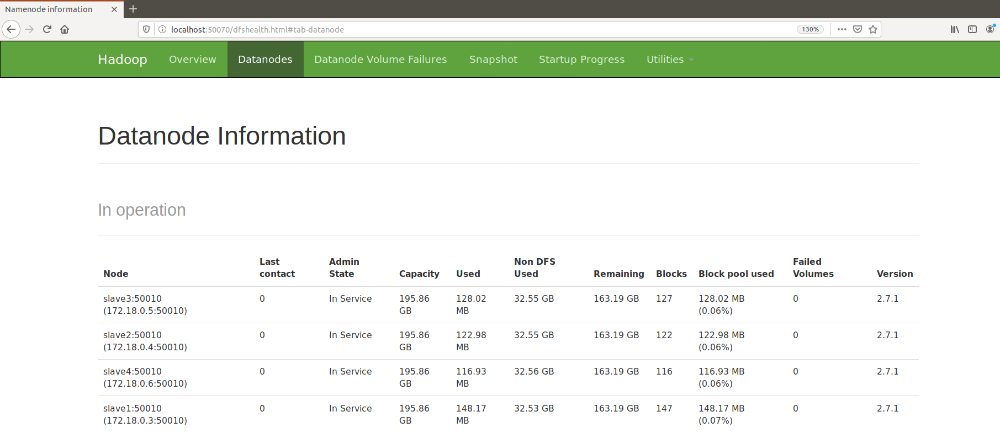 Namenode information
localhost:50070/dfshealth.html#tab-datanode 130%
Hadoop Overview Datanodes Datanode Volume Failures Snapshot Startup Progress Utilities
Datanode Information
In operation
Node Last contact Admin State Capacity Used Non DFS Used Remaining Blocks Block pool used Failed Volumes Version
slave3:50010 0 In Service 195.86 128.02 32.55 GB 163.19 GB 127 128.02 MB 0 2.7.1
(172.18.0.5:50010) GB MB (0.06%)
slave2:50010 0 In Service 195.86 122.98 32.55 GB 163.19 GB 122 122.98 MB 0 2.7.1
(172.18.0.4:50010) GB MB (0.06%)
slave4:50010 0 In Service 195.86 116.93 32.56 GB 163.19 GB 116 116.93 MB 0 2.7.1
(172.18.0.6:50010) GB MB (0.06%)
slave1:50010 0 In Service 195.86 148.17 32.53 GB 163.19 GB 147 148.17 MB 0 2.7.1
(172.18.0.3:50010) GB MB (0.07%)